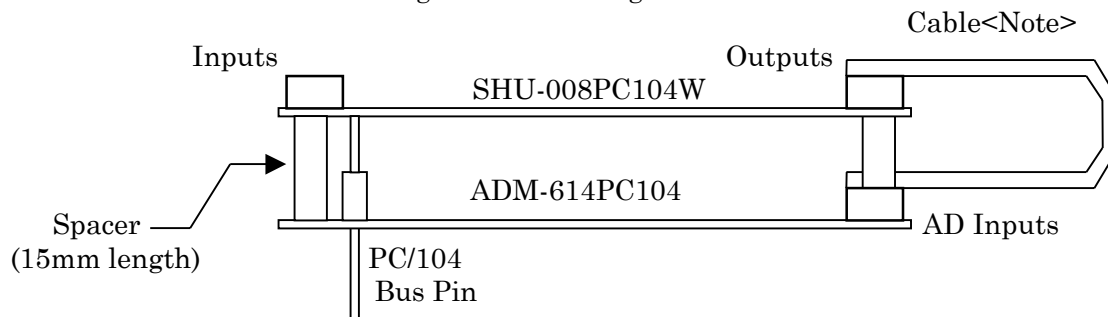 Cable<Note>
Inputs
Outputs
SHU-008PC104W
ADM-614PC104
Spacer
(15mm length)
AD Inputs
PC/104
Bus Pin